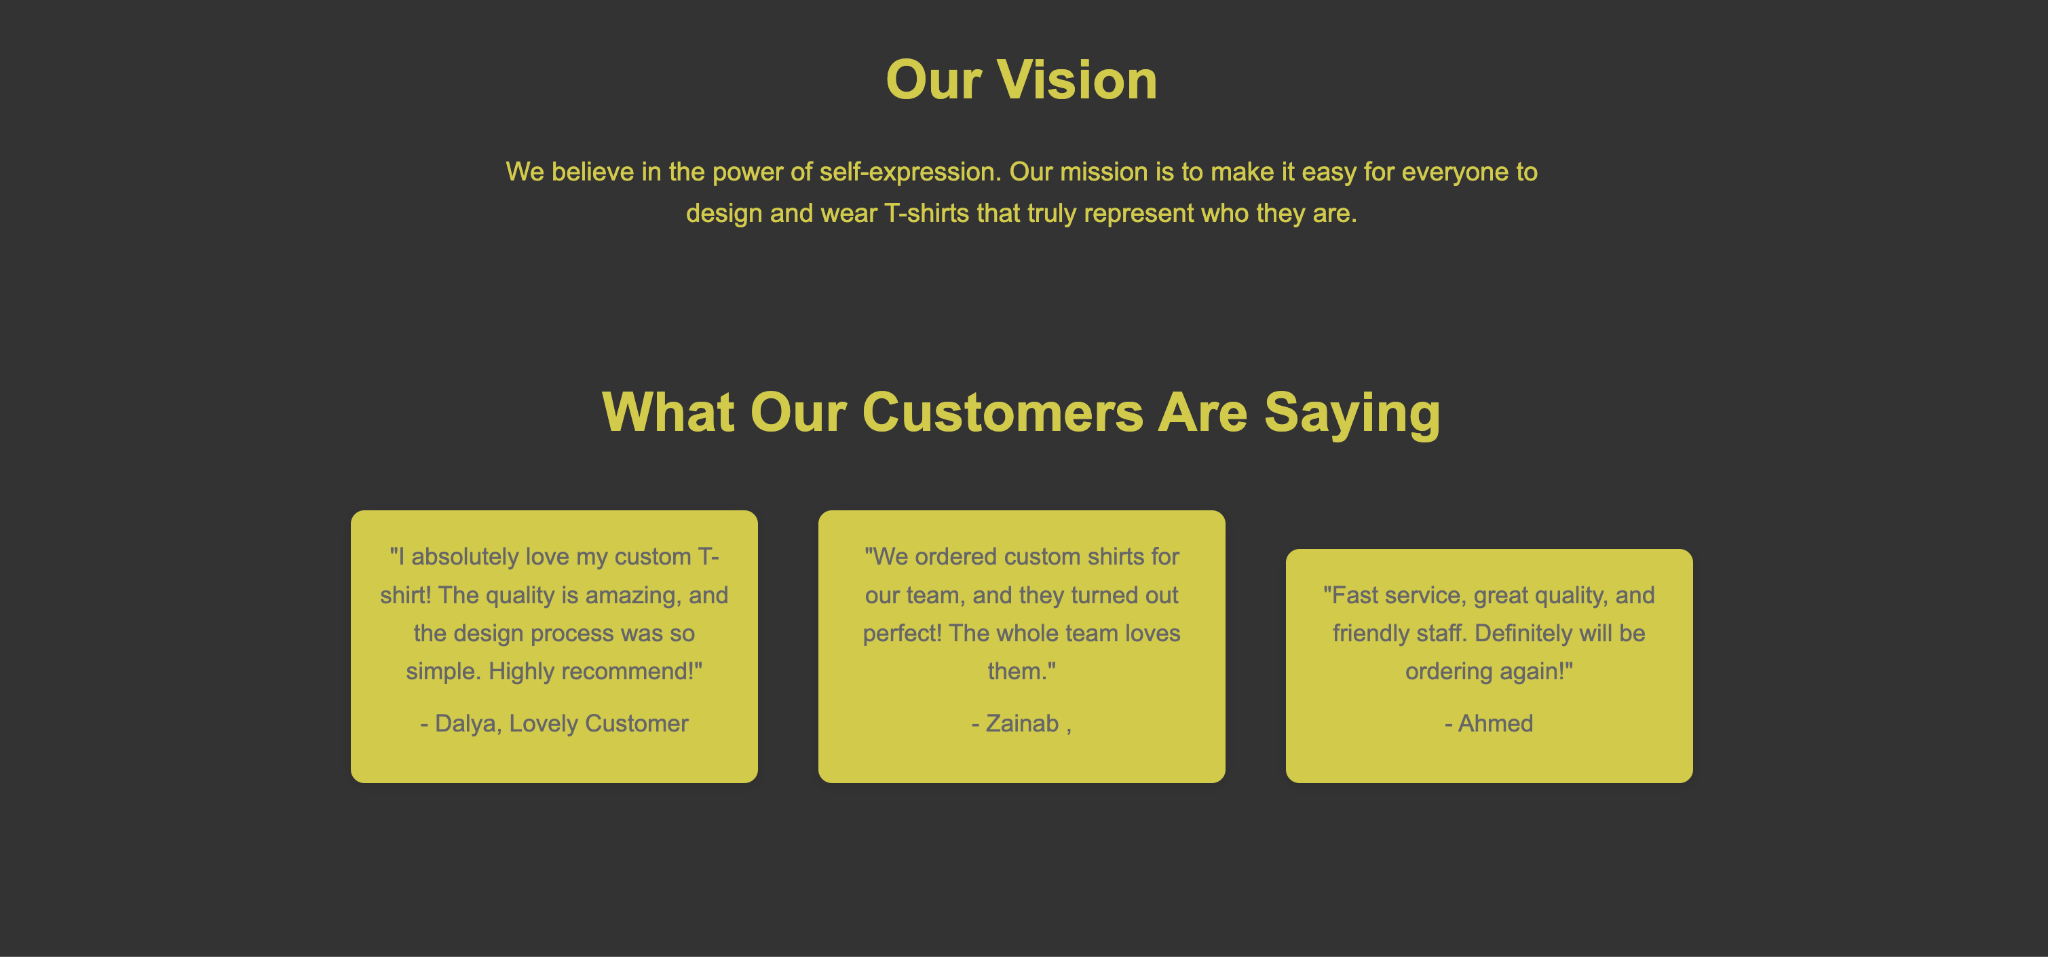 Our Vision
We believe in the power of self-expression. Our mission is to make it easy for everyone to
design and wear T-shirts that truly represent who they are.
What Our Customers Are Saying
"I absolutely love my custom T-
shirt! The quality is amazing, and
the design process was so
simple. Highly recommend!"
- Dalya, Lovely Customer
"We ordered custom shirts for
our team, and they turned out
perfect! The whole team loves
them."
- Zainab ,
"Fast service, great quality, and
friendly staff. Definitely will be
ordering again!"
- Ahmed